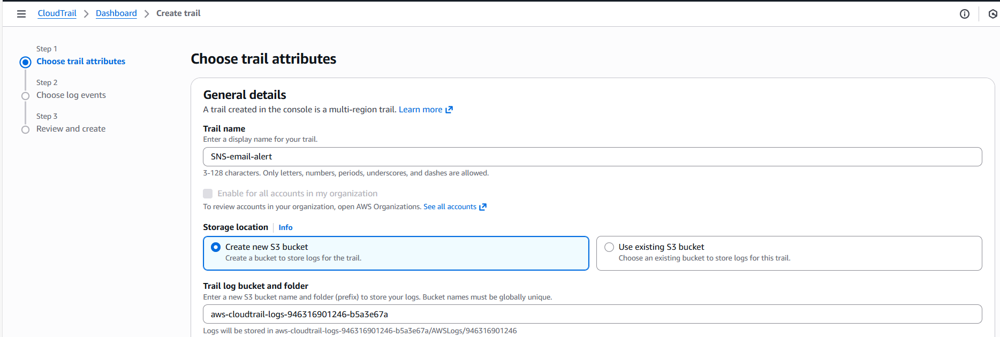 CloudTrail > Dashboard > Create trail
Step 1
Choose trail attributes
Step 2
Choose log events
Step 3
Review and create
Choose trail attributes
General details
A trail created in the console is a multi-region trail. Learn more
Trail name
Enter a display name for your trail.
SNS-email-alert
3-128 characters. Only letters, numbers, periods, underscores, and dashes are allowed.
Enable for all accounts in my organization
To review accounts in your organization, open AWS Organizations. See all accounts
Storage location | Info
Create new S3 bucket
Create a bucket to store logs for the trail.
Use existing S3 bucket
Choose an existing bucket to store logs for this trail.
Trail log bucket and folder
Enter a new S3 bucket name and folder (prefix) to store your logs. Bucket names must be globally unique.
aws-cloudtrail-logs-946316901246-b5a3e67a
Logs will be stored in aws-cloudtrail-logs-946316901246-b5a3e67a/AWSLogs/946316901246